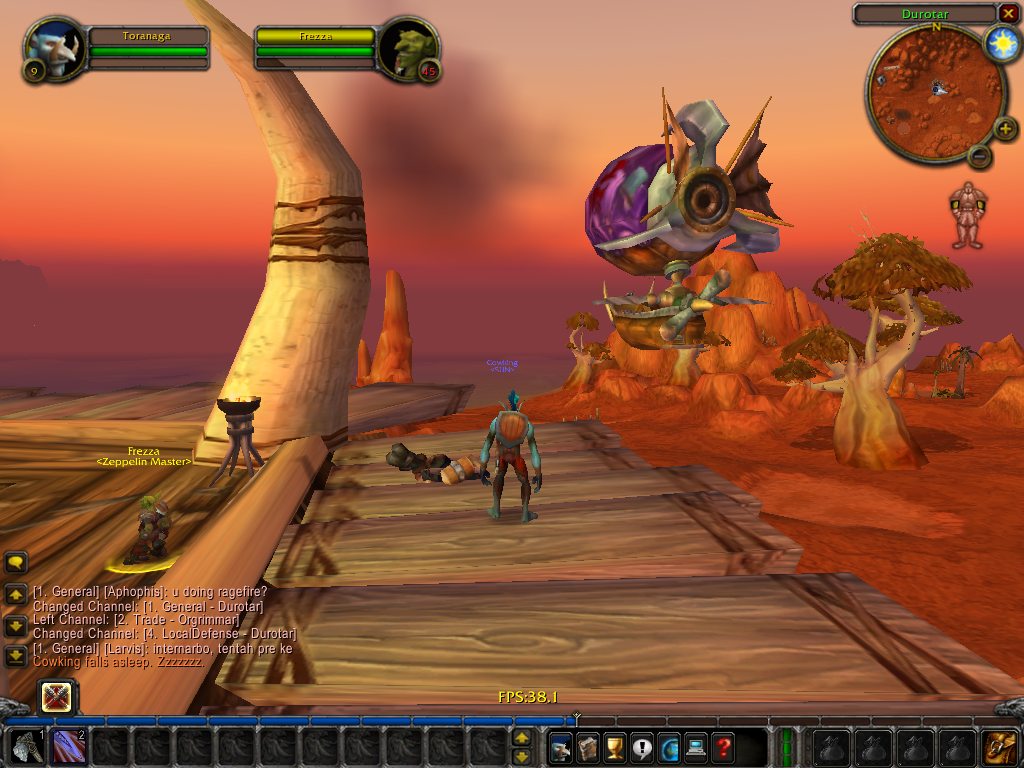 Toranaga
9
Frezza
45
Durotar
N
Cowking
<SUN>
Frezza
<Zeppelin Master>
[1. General] [Aphophis]: u doing ragefire?
Changed Channel: [1. General - Durotar]
Left Channel: [2. Trade - Orgrimmar]
Changed Channel: [4. LocalDefense - Durotar]
[1. General] [Larvis]: internarbo, tentah pre ke
Cowking falls asleep. Zzzzzzz.
FPS:38.1
1
2